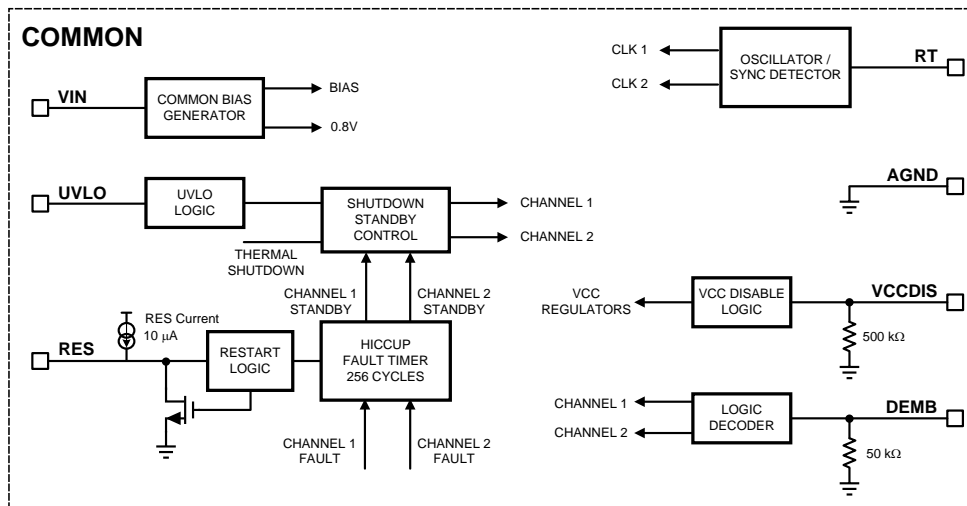 COMMON
VIN
COMMON BIAS
GENERATOR
BIAS
0.8V
CLK 1
CLK 2
OSCILLATOR /
SYNC DETECTOR
RT
UVLO
UVLO
LOGIC
SHUTDOWN
STANDBY
CONTROL
CHANNEL 1
CHANNEL 2
AGND
THERMAL
SHUTDOWN
CHANNEL 1
STANDBY
CHANNEL 2
STANDBY
VCC
REGULATORS
VCC DISABLE
LOGIC
VCCDIS
500 kΩ
RES Current
10 μA
RES
RESTART
LOGIC
HICCUP
FAULT TIMER
256 CYCLES
CHANNEL 1
FAULT
CHANNEL 2
FAULT
CHANNEL 1
CHANNEL 2
LOGIC
DECODER
DEMB
50 kΩ